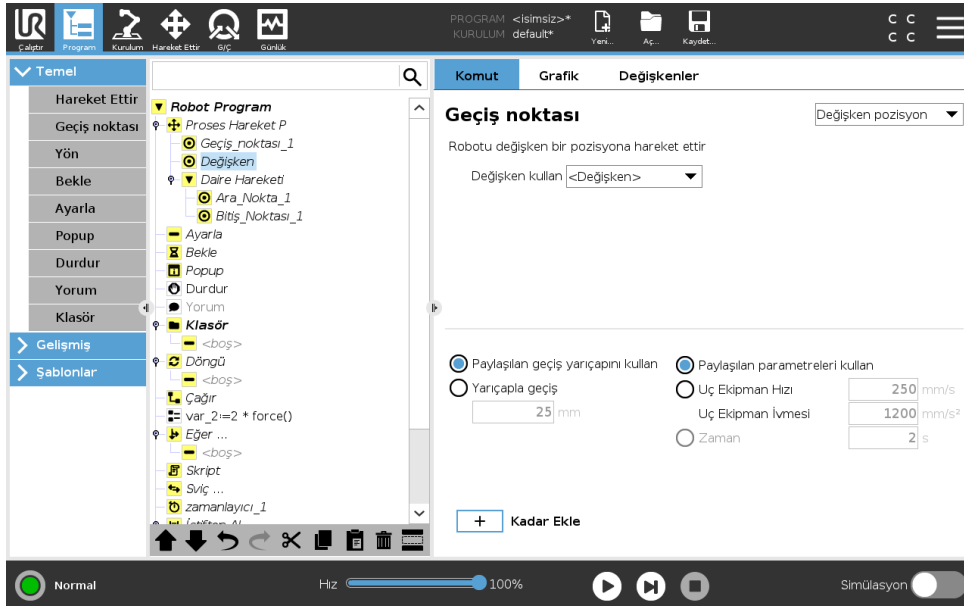 PROGRAM <isimsiz>*
KURULUM default*
Çalıştır Program Kurulum Hareket Ettir G/Ç Günlük
Yeni... Aç... Kaydet...
C C
C C
Temel
Hareket Ettir
Geçiş noktası
Yön
Bekle
Ayarla
Popup
Durdur
Yorum
Klasör
Gelişmiş
Şablonlar
Robot Program
Proses Hareket P
Geçiş_noktası_1
Değişken
Daire Hareketi
Ara_Nokta_1
Bitiş_Noktası_1
Ayarla
Bekle
Popup
Durdur
Yorum
Klasör
<boş>
Döngü
<boş>
Çağır
var_2:=2 * force()
Eğer ...
<boş>
Skript
Sviç ...
zamanlayıcı_1
Komut Grafik Değişkenler
Geçiş noktası
Değişken pozisyon
Robotu değişken bir pozisyona hareket ettir
Değişken kullan <Değişken>
Paylaşılan geçiş yarıçapını kullan
Yarıçapla geçiş
25 mm
Paylaşılan parametreleri kullan
Uç Ekipman Hızı 250 mm/s
Uç Ekipman İvmesi 1200 mm/s²
Zaman 2 s
+ Kadar Ekle
Normal
Hız 100%
Simülasyon